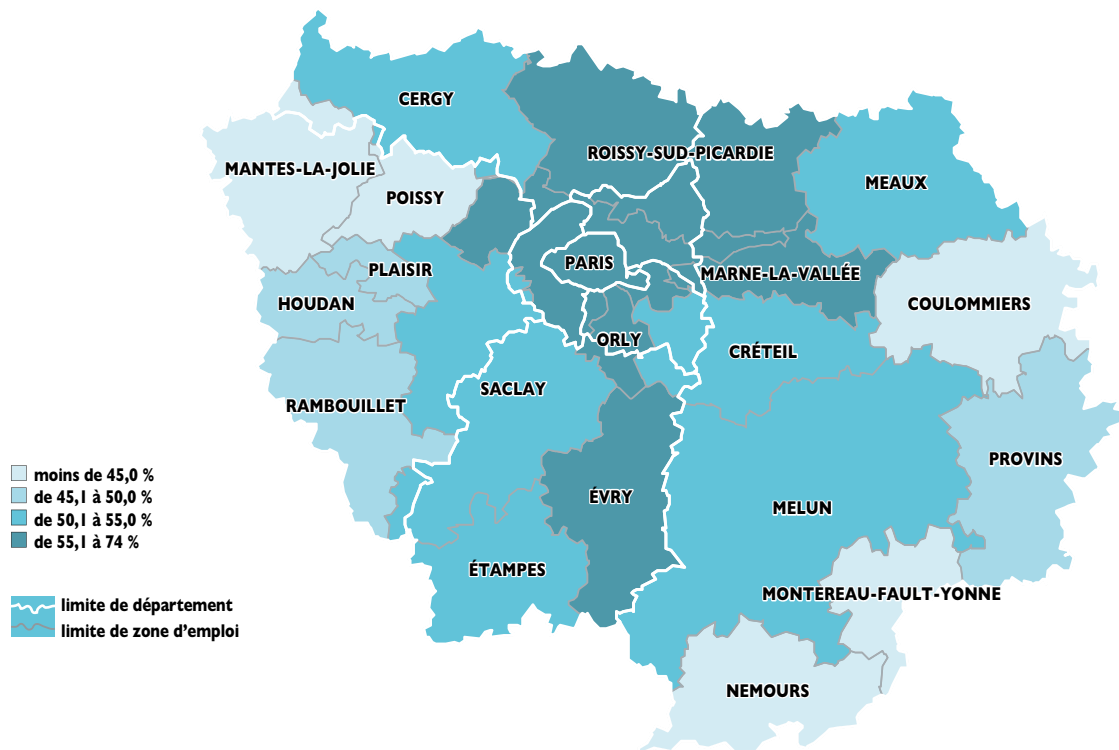 CERGY
ROISSY-SUD-PICARDIE
MANTES-LA-JOLIE
MEAUX
POISSY
PARIS
PLAISIR
MARNE-LA-VALLÉE
HOUDAN
COULOMMIERS
ORLY
CRÉTEIL
SACLAY
RAMBOUILLET
PROVINS
ÉVRY
MELUN
ÉTAMPES
MONTEREAU-FAULT-YONNE
NEMOURS
moins de 45,0 %
de 45,1 à 50,0 %
de 50,1 à 55,0 %
de 55,1 à 74 %
limite de département
limite de zone d'emploi